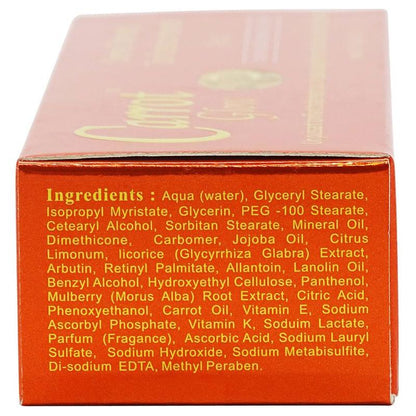 Carrot
Glow
Ingredients : Aqua (water), Glyceryl Stearate,
Isopropyl Myristate, Glycerin, PEG -100 Stearate,
Cetearyl Alcohol, Sorbitan Stearate, Mineral Oil,
Dimethicone, Carbomer, Jojoba Oil, Citrus
Limonum, licorice (Glycyrrhiza Glabra) Extract,
Arbutin, Retinyl Palmitate, Allantoin, Lanolin Oil,
Benzyl Alcohol, Hydroxyethyl Cellulose, Panthenol,
Mulberry (Morus Alba) Root Extract, Citric Acid,
Phenoxyethanol, Carrot Oil, Vitamin E, Sodium
Ascorbyl Phosphate, Vitamin K, Soduim Lactate,
Parfum (Fragance), Ascorbic Acid, Sodium Lauryl
Sulfate, Sodium Hydroxide, Sodium Metabisulfite,
Di-sodium EDTA, Methyl Paraben.